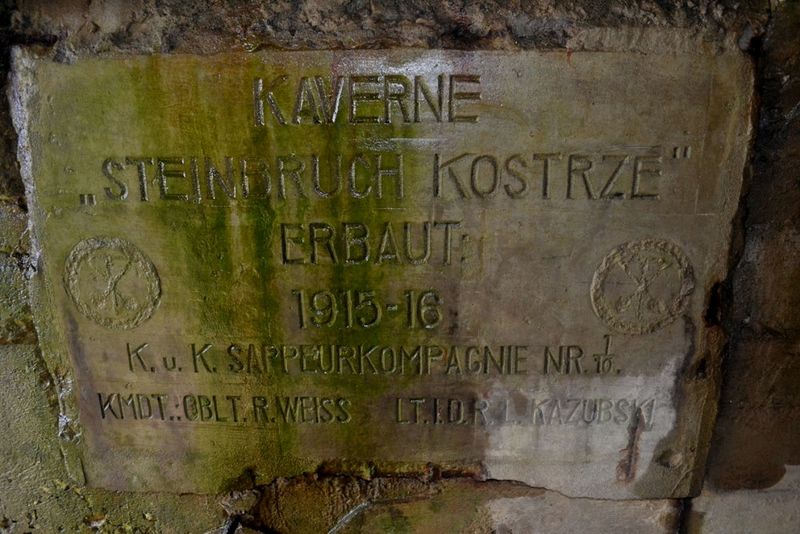 KAVERNE
„STEINBRUCH KOSTRZE"
ERBAUT:
1915-16
K. u K. SAPPEURKOMPAGNIE NR. 1/10.
KMDT.: OBLT. R. WEISS LT. I. D. R. L. KAZUBSKI